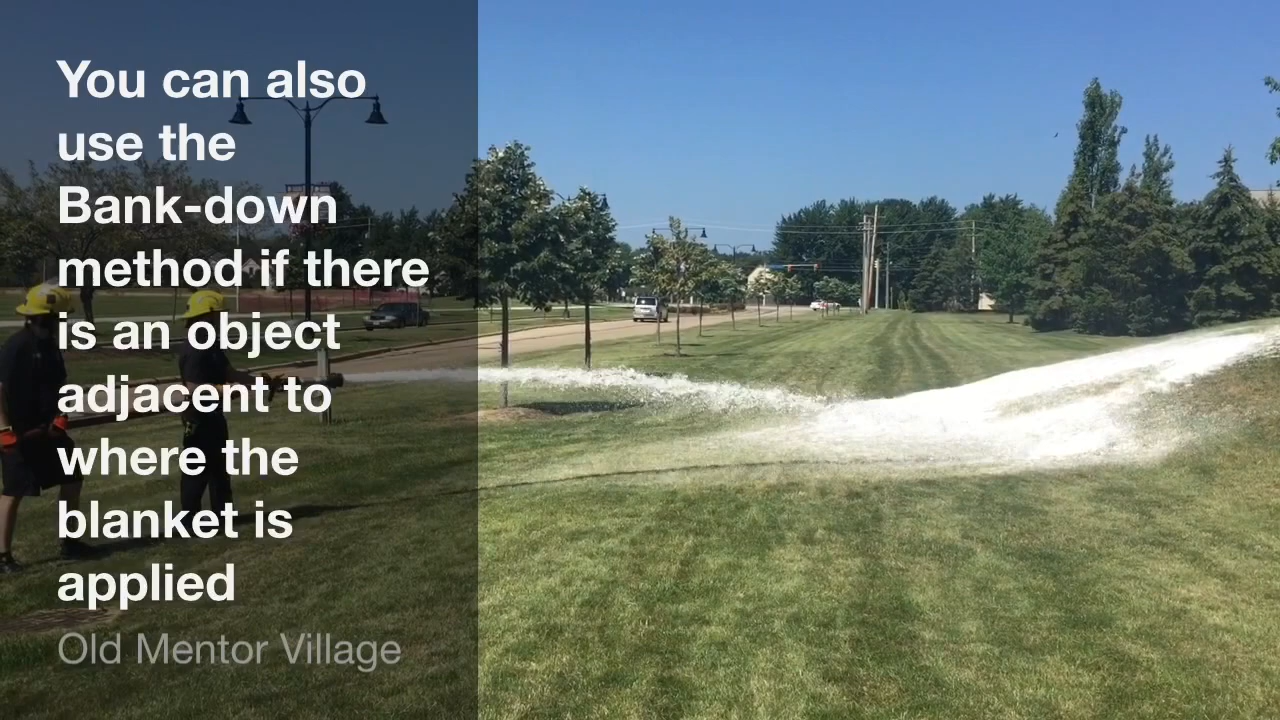 You can also
use the
Bank-down
method if there
is an object
adjacent to
where the
blanket is
applied
Old Mentor Village